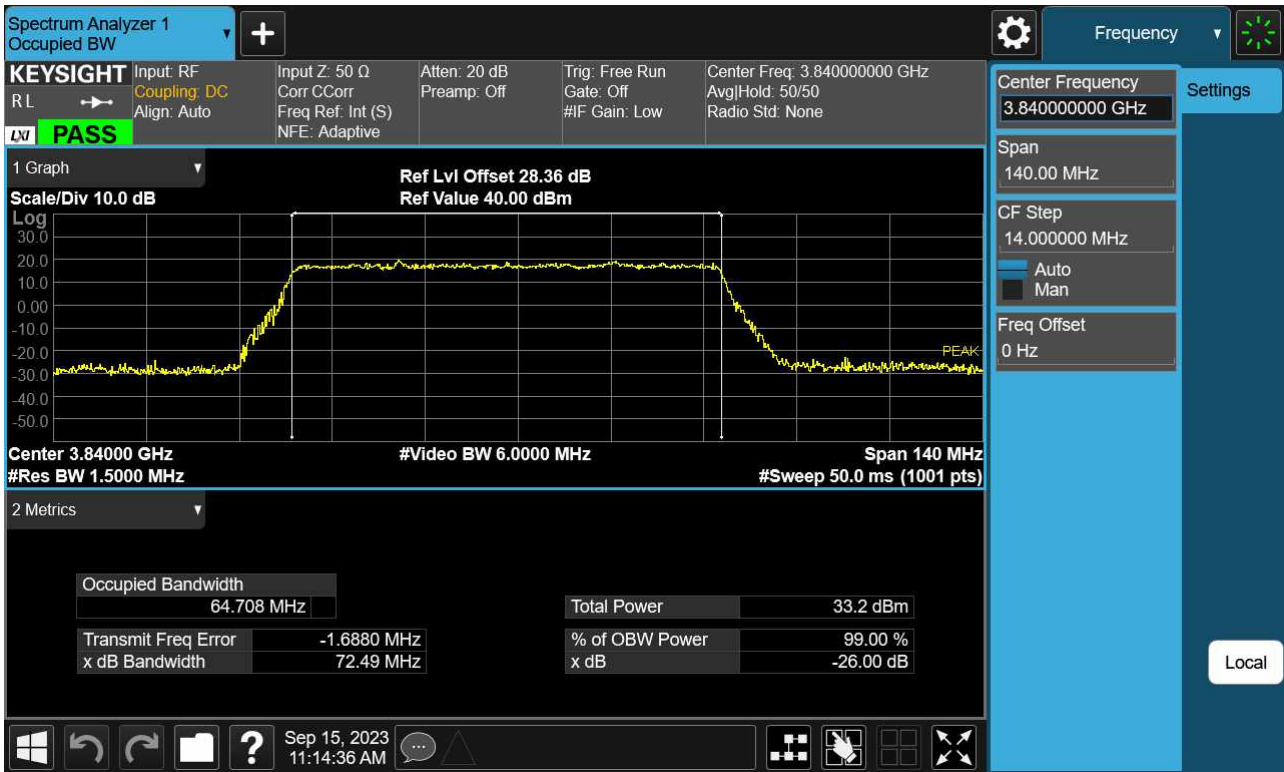 Spectrum Analyzer 1
Occupied BW
Frequency
KEYSIGHT
R L
LXI
PASS
Input: RF
Coupling: DC
Align: Auto
Input Z: 50 Ω
Corr CCorr
Freq Ref: Int (S)
NFE: Adaptive
Atten: 20 dB
Preamp: Off
Trig: Free Run
Gate: Off
#IF Gain: Low
Center Freq: 3.840000000 GHz
Avg|Hold: 50/50
Radio Std: None
1 Graph
Scale/Div 10.0 dB
Ref Lvl Offset 28.36 dB
Ref Value 40.00 dBm
Log
30.0
20.0
10.0
0.00
-10.0
-20.0
-30.0
-40.0
-50.0
PEAK
Center 3.84000 GHz
#Video BW 6.0000 MHz
Span 140 MHz
#Res BW 1.5000 MHz
#Sweep 50.0 ms (1001 pts)
2 Metrics
Occupied Bandwidth
64.708 MHz
Transmit Freq Error -1.6880 MHz
x dB Bandwidth 72.49 MHz
Total Power 33.2 dBm
% of OBW Power 99.00 %
x dB -26.00 dB
Center Frequency
3.840000000 GHz
Span
140.00 MHz
CF Step
14.000000 MHz
Auto
Man
Freq Offset
0 Hz
Settings
Local
?
Sep 15, 2023
11:14:36 AM